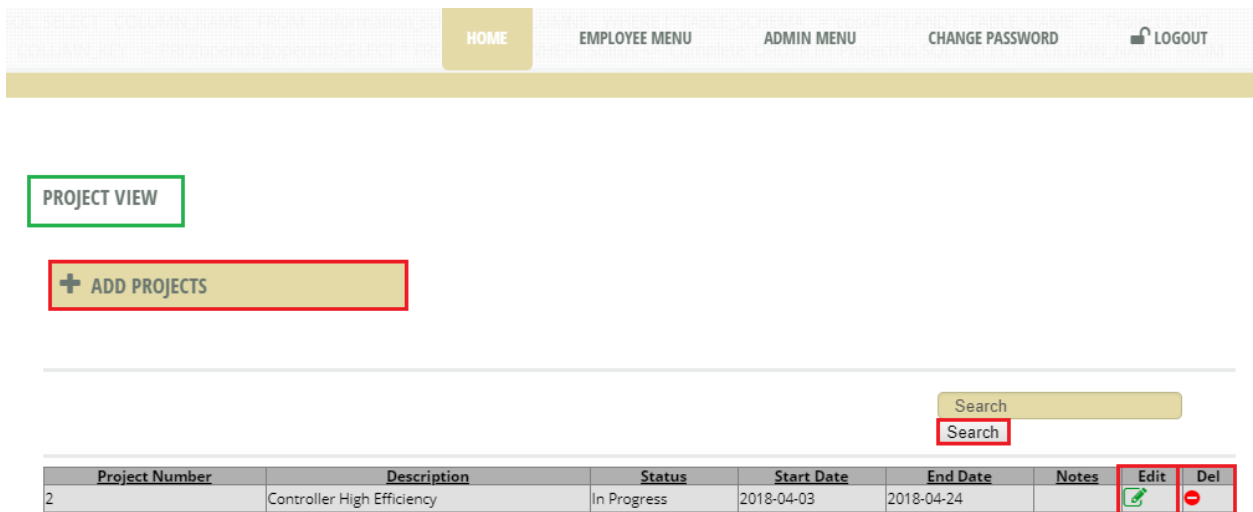 HOME EMPLOYEE MENU ADMIN MENU CHANGE PASSWORD LOGOUT
PROJECT VIEW
ADD PROJECTS
Search
Search
Project Number Description Status Start Date End Date Notes Edit Del
2 Controller High Efficiency In Progress 2018-04-03 2018-04-24